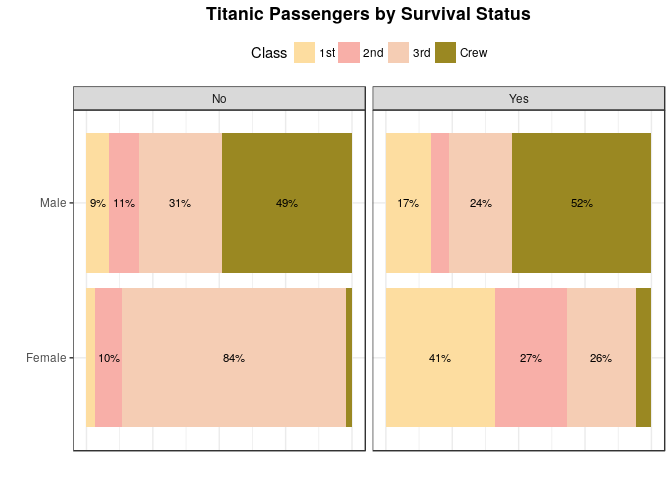 Titanic Passengers by Survival Status
Class 1st 2nd 3rd Crew
No Yes
Male 9% 11% 31% 49% 17% 24% 52%
Female 10% 84% 41% 27% 26%